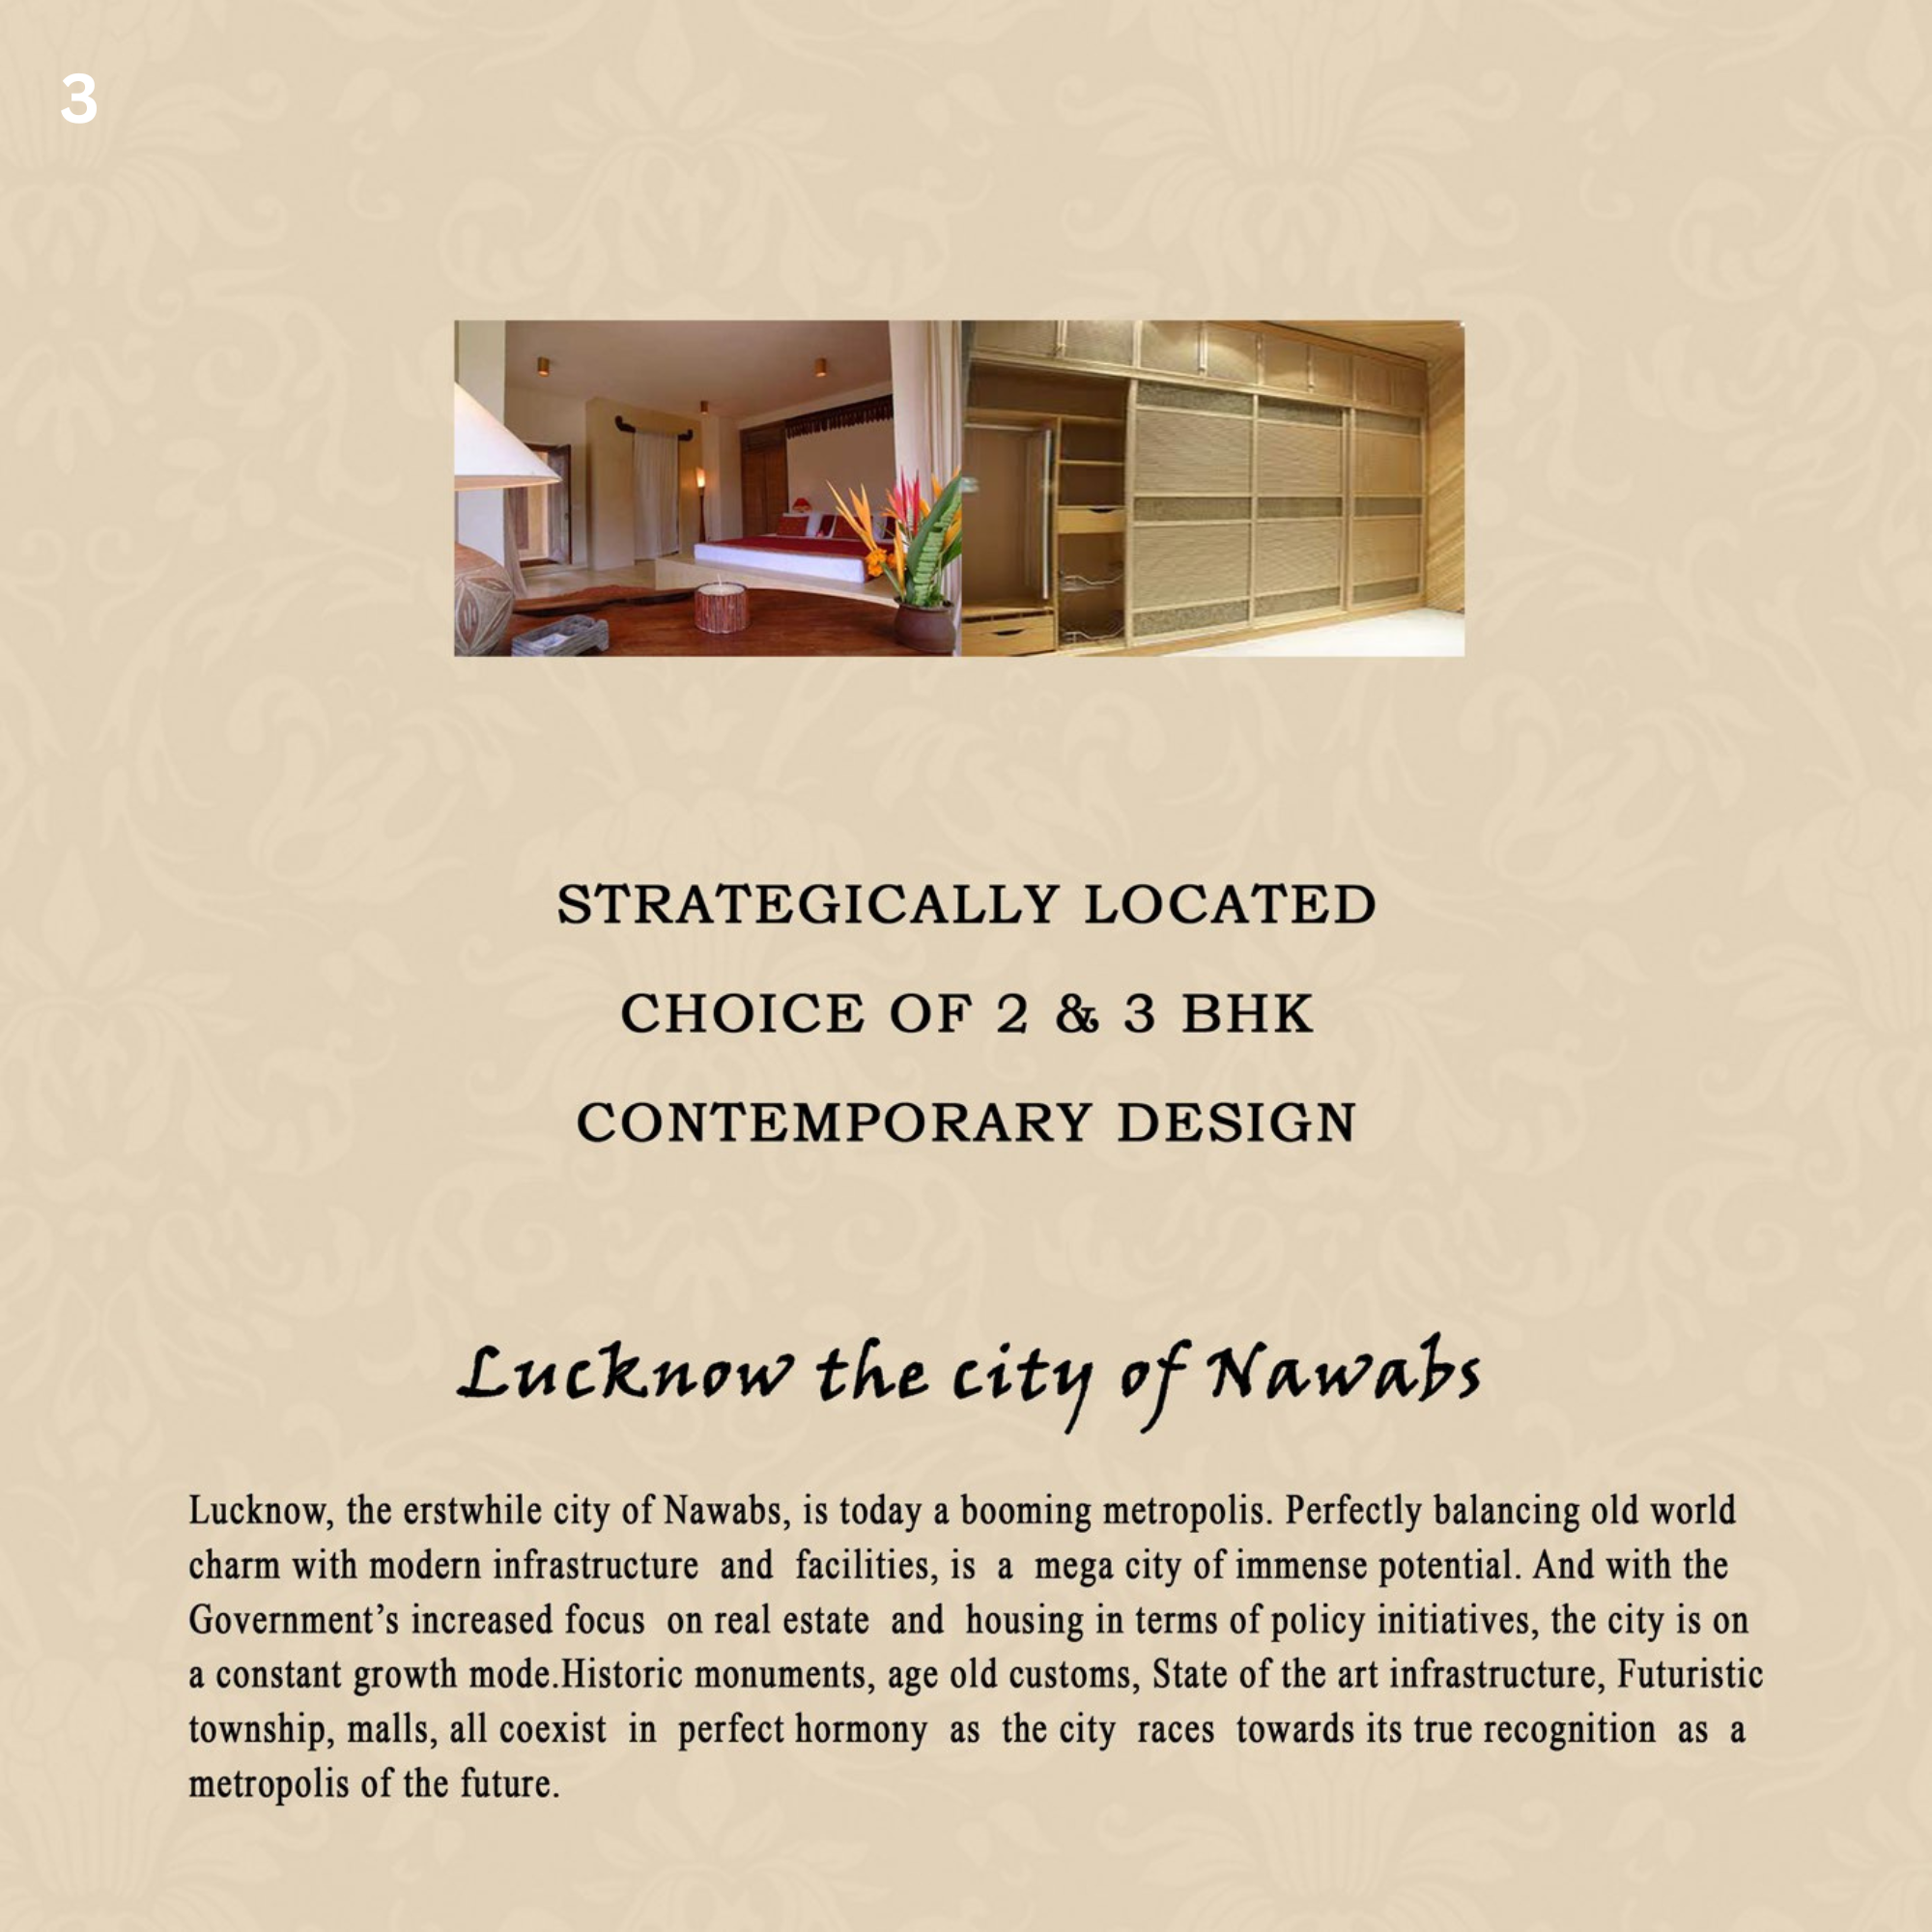 3
STRATEGICALLY LOCATED
CHOICE OF 2 & 3 BHK
CONTEMPORARY DESIGN
Lucknow the city of Nawabs
Lucknow, the erstwhile city of Nawabs, is today a booming metropolis. Perfectly balancing old world
charm with modern infrastructure and facilities, is a mega city of immense potential. And with the
Government’s increased focus on real estate and housing in terms of policy initiatives, the city is on
a constant growth mode.Historic monuments, age old customs, State of the art infrastructure, Futuristic
township, malls, all coexist in perfect hormony as the city races towards its true recognition as a
metropolis of the future.